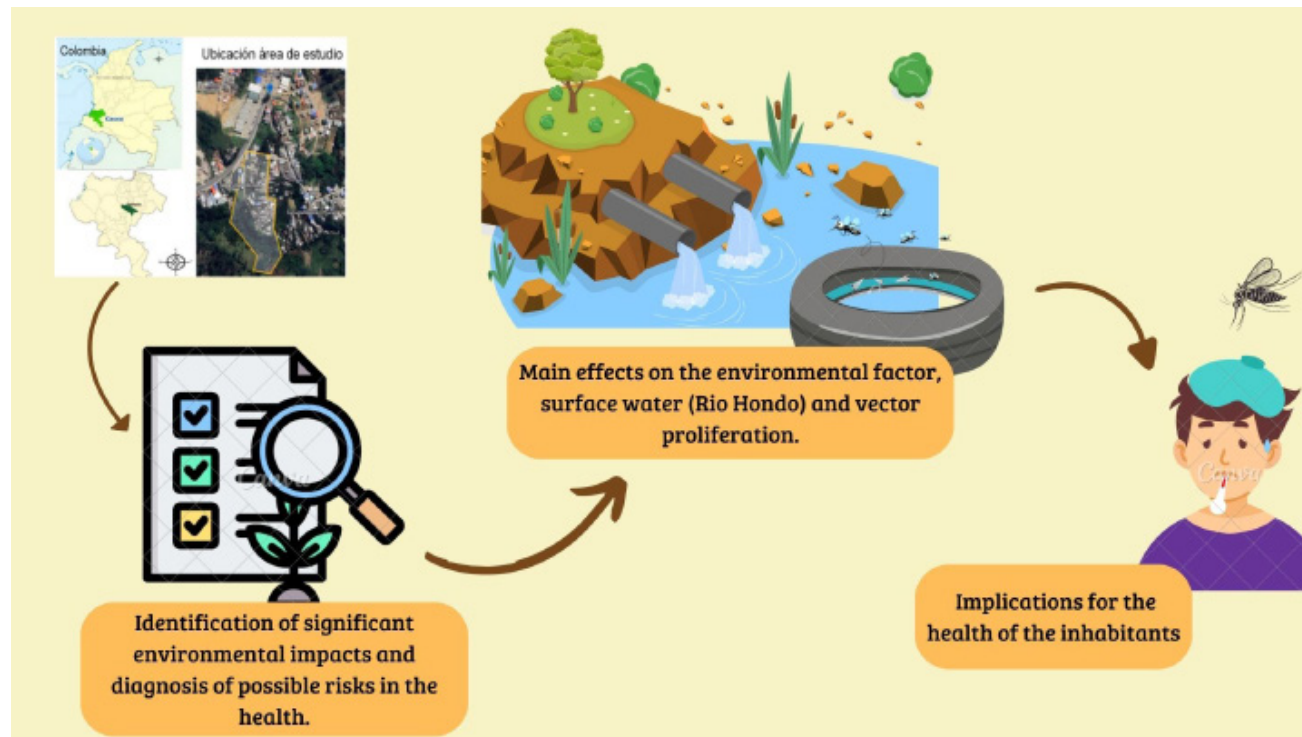 Colombia
Ubicación área de estudio
Cauca
Main effects on the environmental factor,
surface water (Rio Hondo) and vector
proliferation.
Canva
Canva
Identification of significant
environmental impacts and
diagnosis of possible risks in the
health.
Implications for the
health of the inhabitants